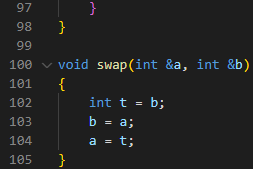 97 }
98 }
99
100 void swap(int &a, int &b)
101 {
102 int t = b;
103 b = a;
104 a = t;
105 }